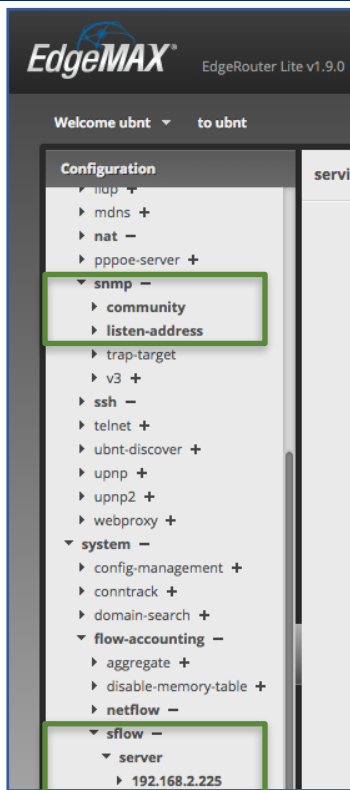 EdgeMAX®
EdgeRouter Lite v1.9.0
Welcome ubnt to ubnt
Configuration
servi
lldp +
mdns +
nat −
pppoe-server +
snmp −
community
listen-address
trap-target
v3 +
ssh −
telnet +
ubnt-discover +
upnp +
upnp2 +
webproxy +
system −
config-management +
conntrack +
domain-search +
flow-accounting −
aggregate +
disable-memory-table +
netflow −
sflow −
server
192.168.2.225